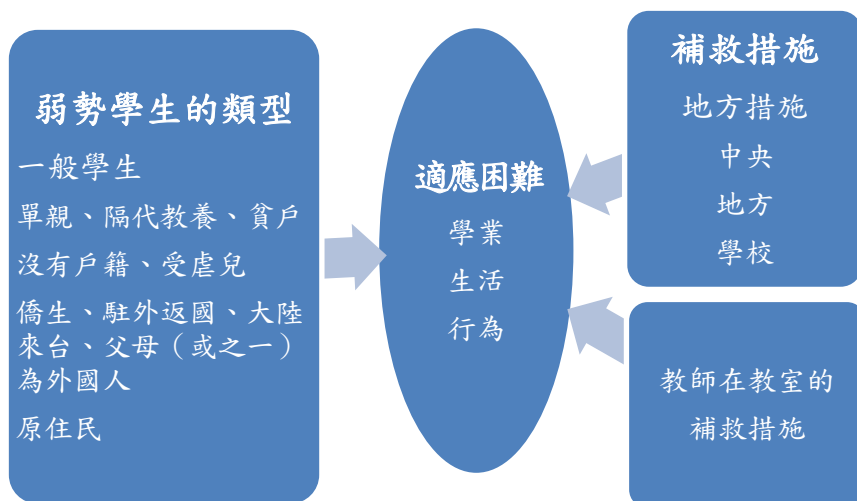 弱勢學生的類型
一般學生
單親、隔代教養、貧戶
沒有戶籍、受虐兒
僑生、駐外返國、大陸
來台、父母（或之一）
為外國人
原住民
適應困難
學業
生活
行為
補救措施
地方措施
中央
地方
學校
教師在教室的
補救措施